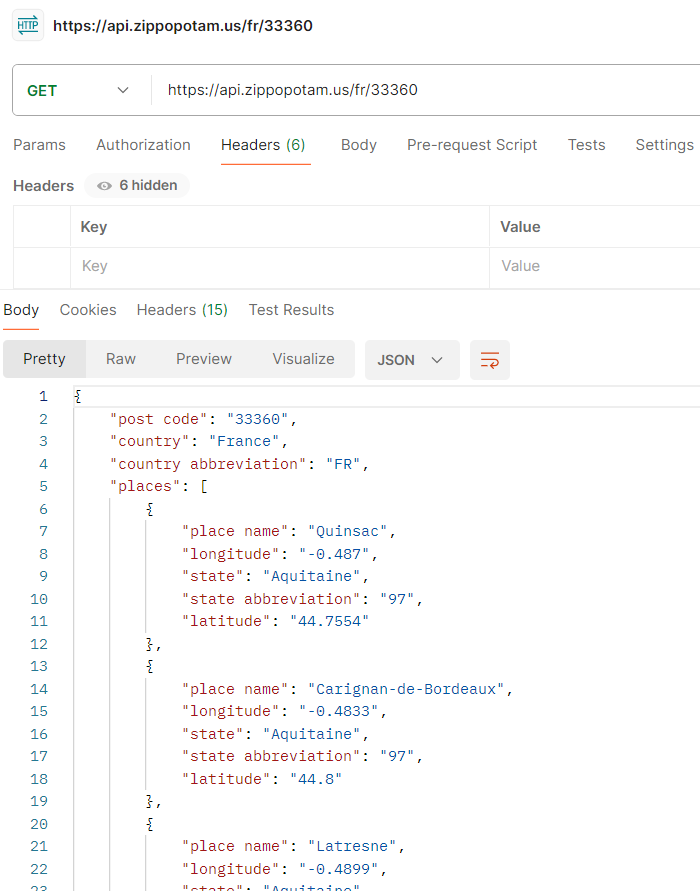 HTTP https://api.zippopotam.us/fr/33360
GET https://api.zippopotam.us/fr/33360
Params Authorization Headers (6) Body Pre-request Script Tests Settings
Headers 6 hidden
Key Value
Key Value
Body Cookies Headers (15) Test Results
Pretty Raw Preview Visualize JSON
1 {
2 "post code": "33360",
3 "country": "France",
4 "country abbreviation": "FR",
5 "places": [
6 {
7 "place name": "Quinsac",
8 "longitude": "-0.487",
9 "state": "Aquitaine",
10 "state abbreviation": "97",
11 "latitude": "44.7554"
12 },
13 {
14 "place name": "Carignan-de-Bordeaux",
15 "longitude": "-0.4833",
16 "state": "Aquitaine",
17 "state abbreviation": "97",
18 "latitude": "44.8"
19 },
20 {
21 "place name": "Latresne",
22 "longitude": "-0.4899",
23 "state": "Aquitaine"